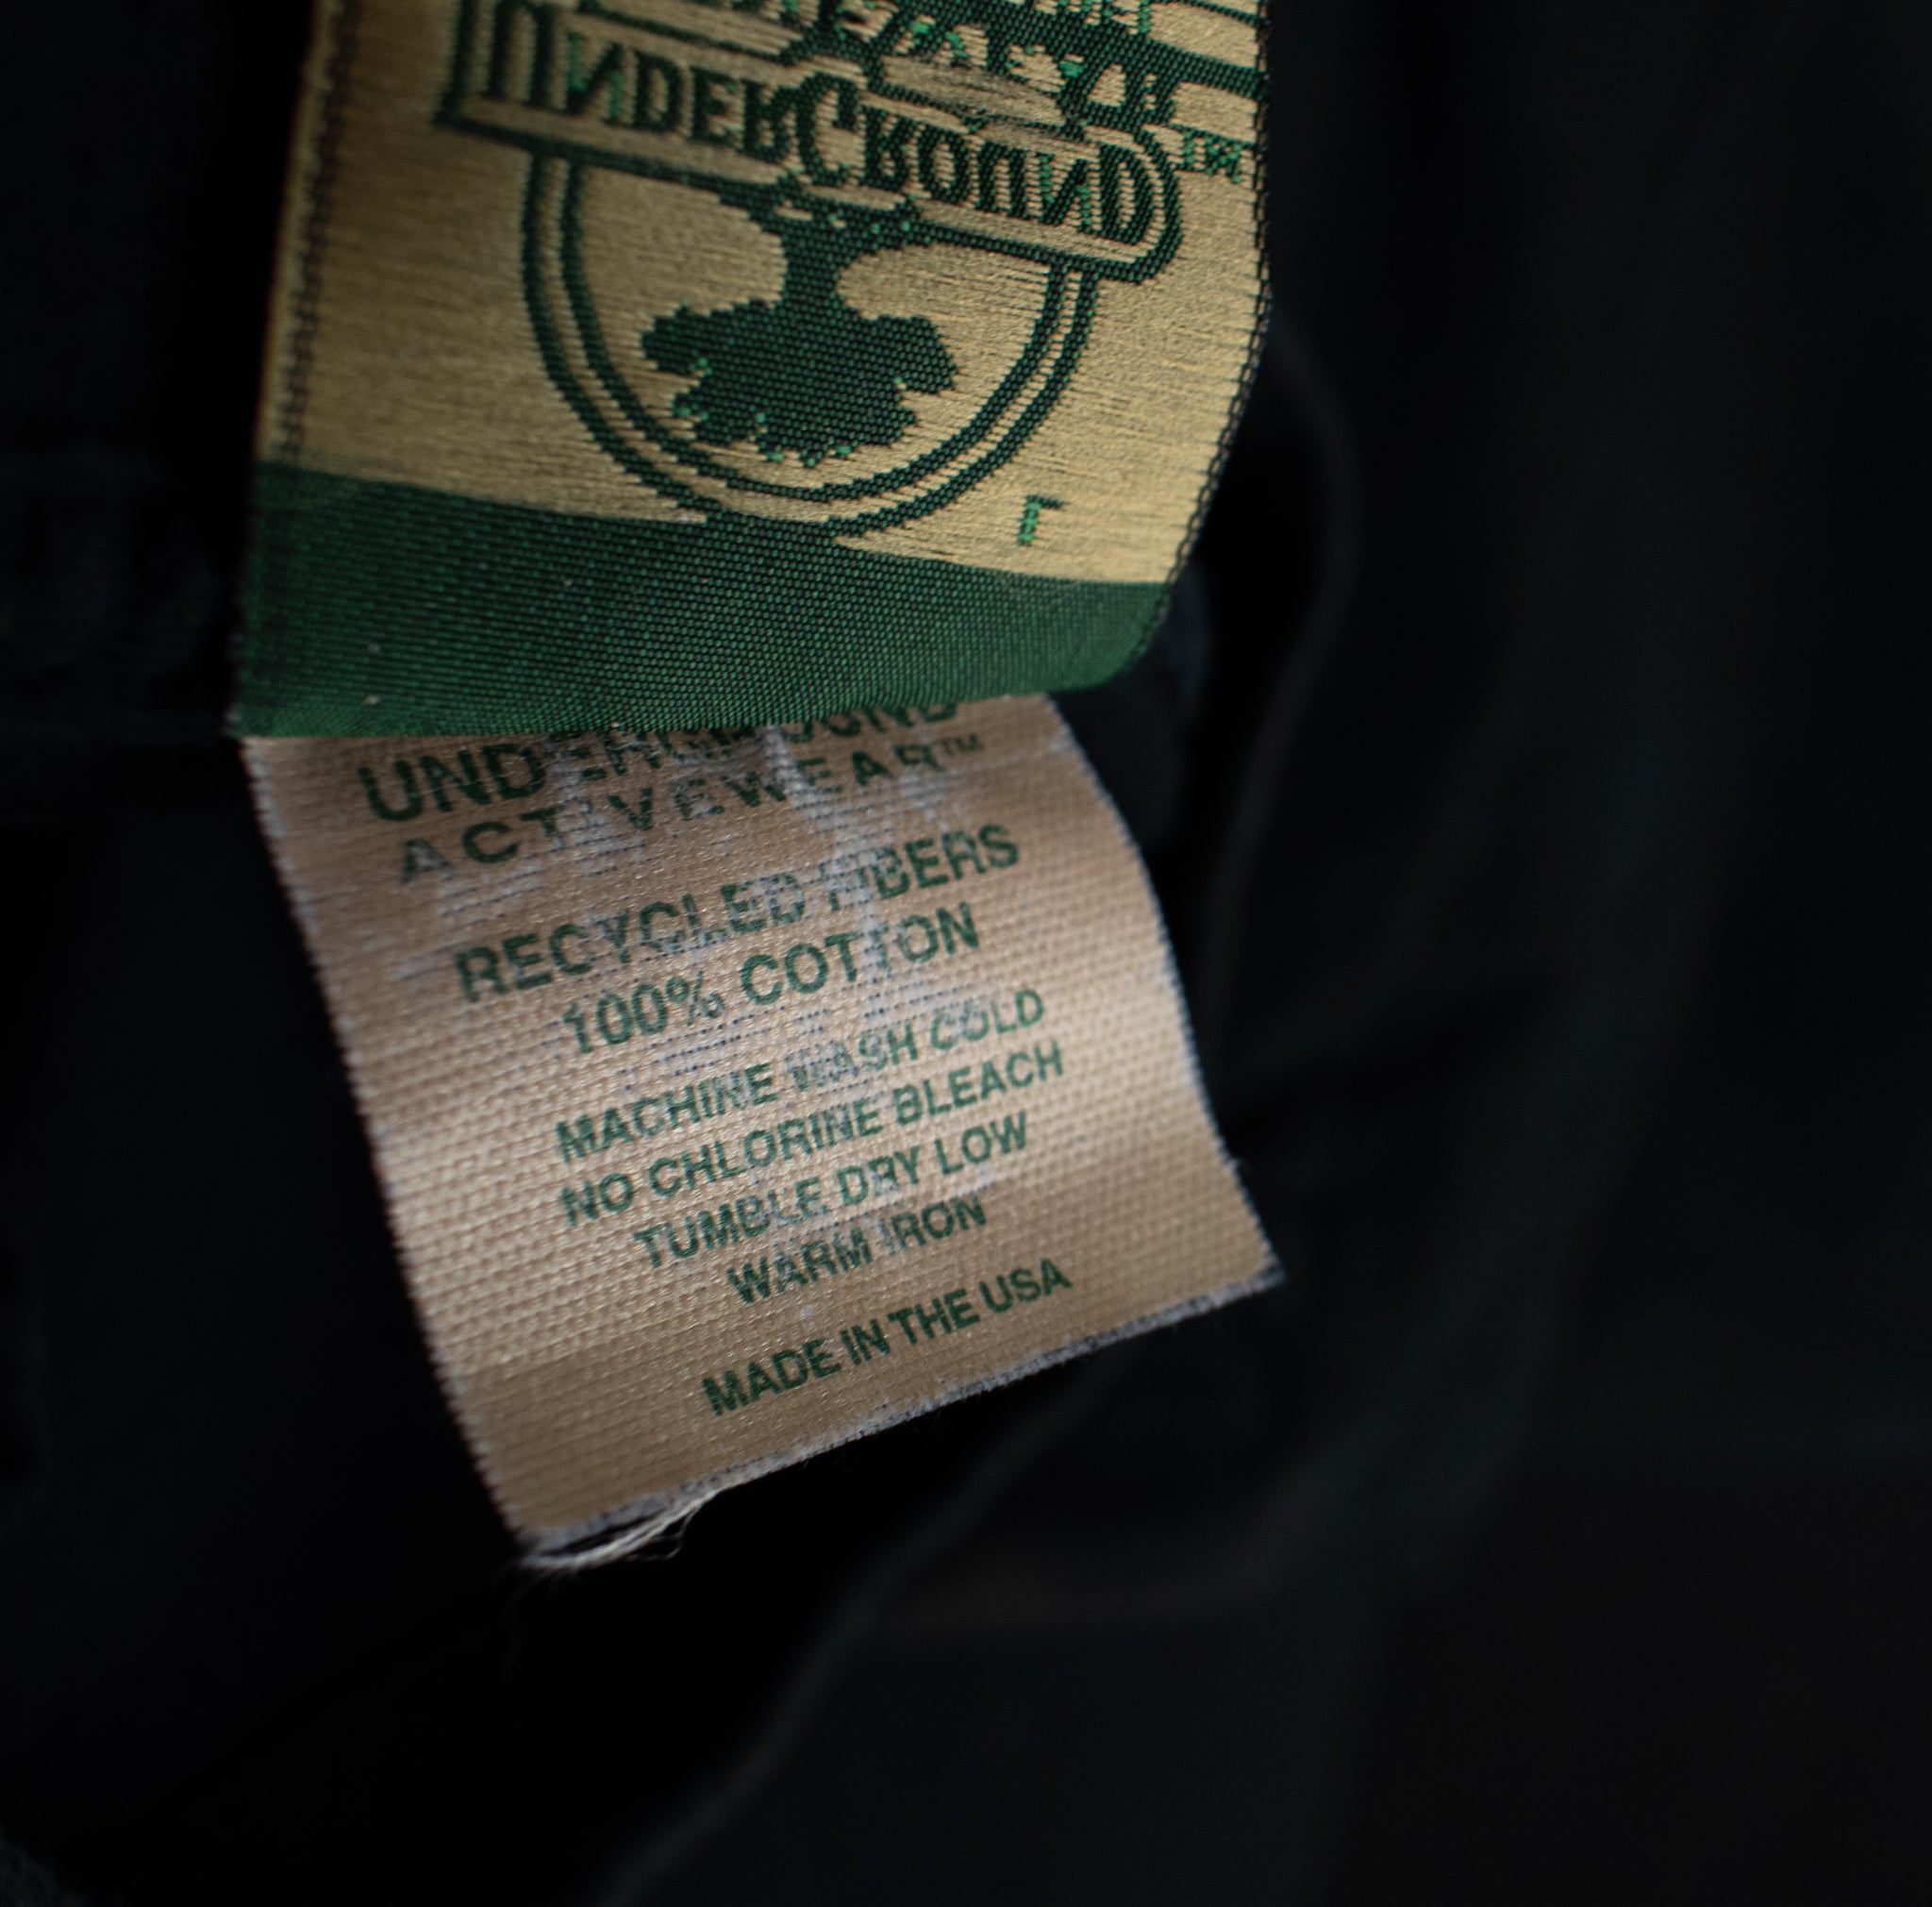 UNDERGROUND
L
UNDERGROUND
ACTIVEWEAR™
RECYCLED FIBERS
100% COTTON
MACHINE WASH COLD
NO CHLORINE BLEACH
TUMBLE DRY LOW
WARM IRON
MADE IN THE USA